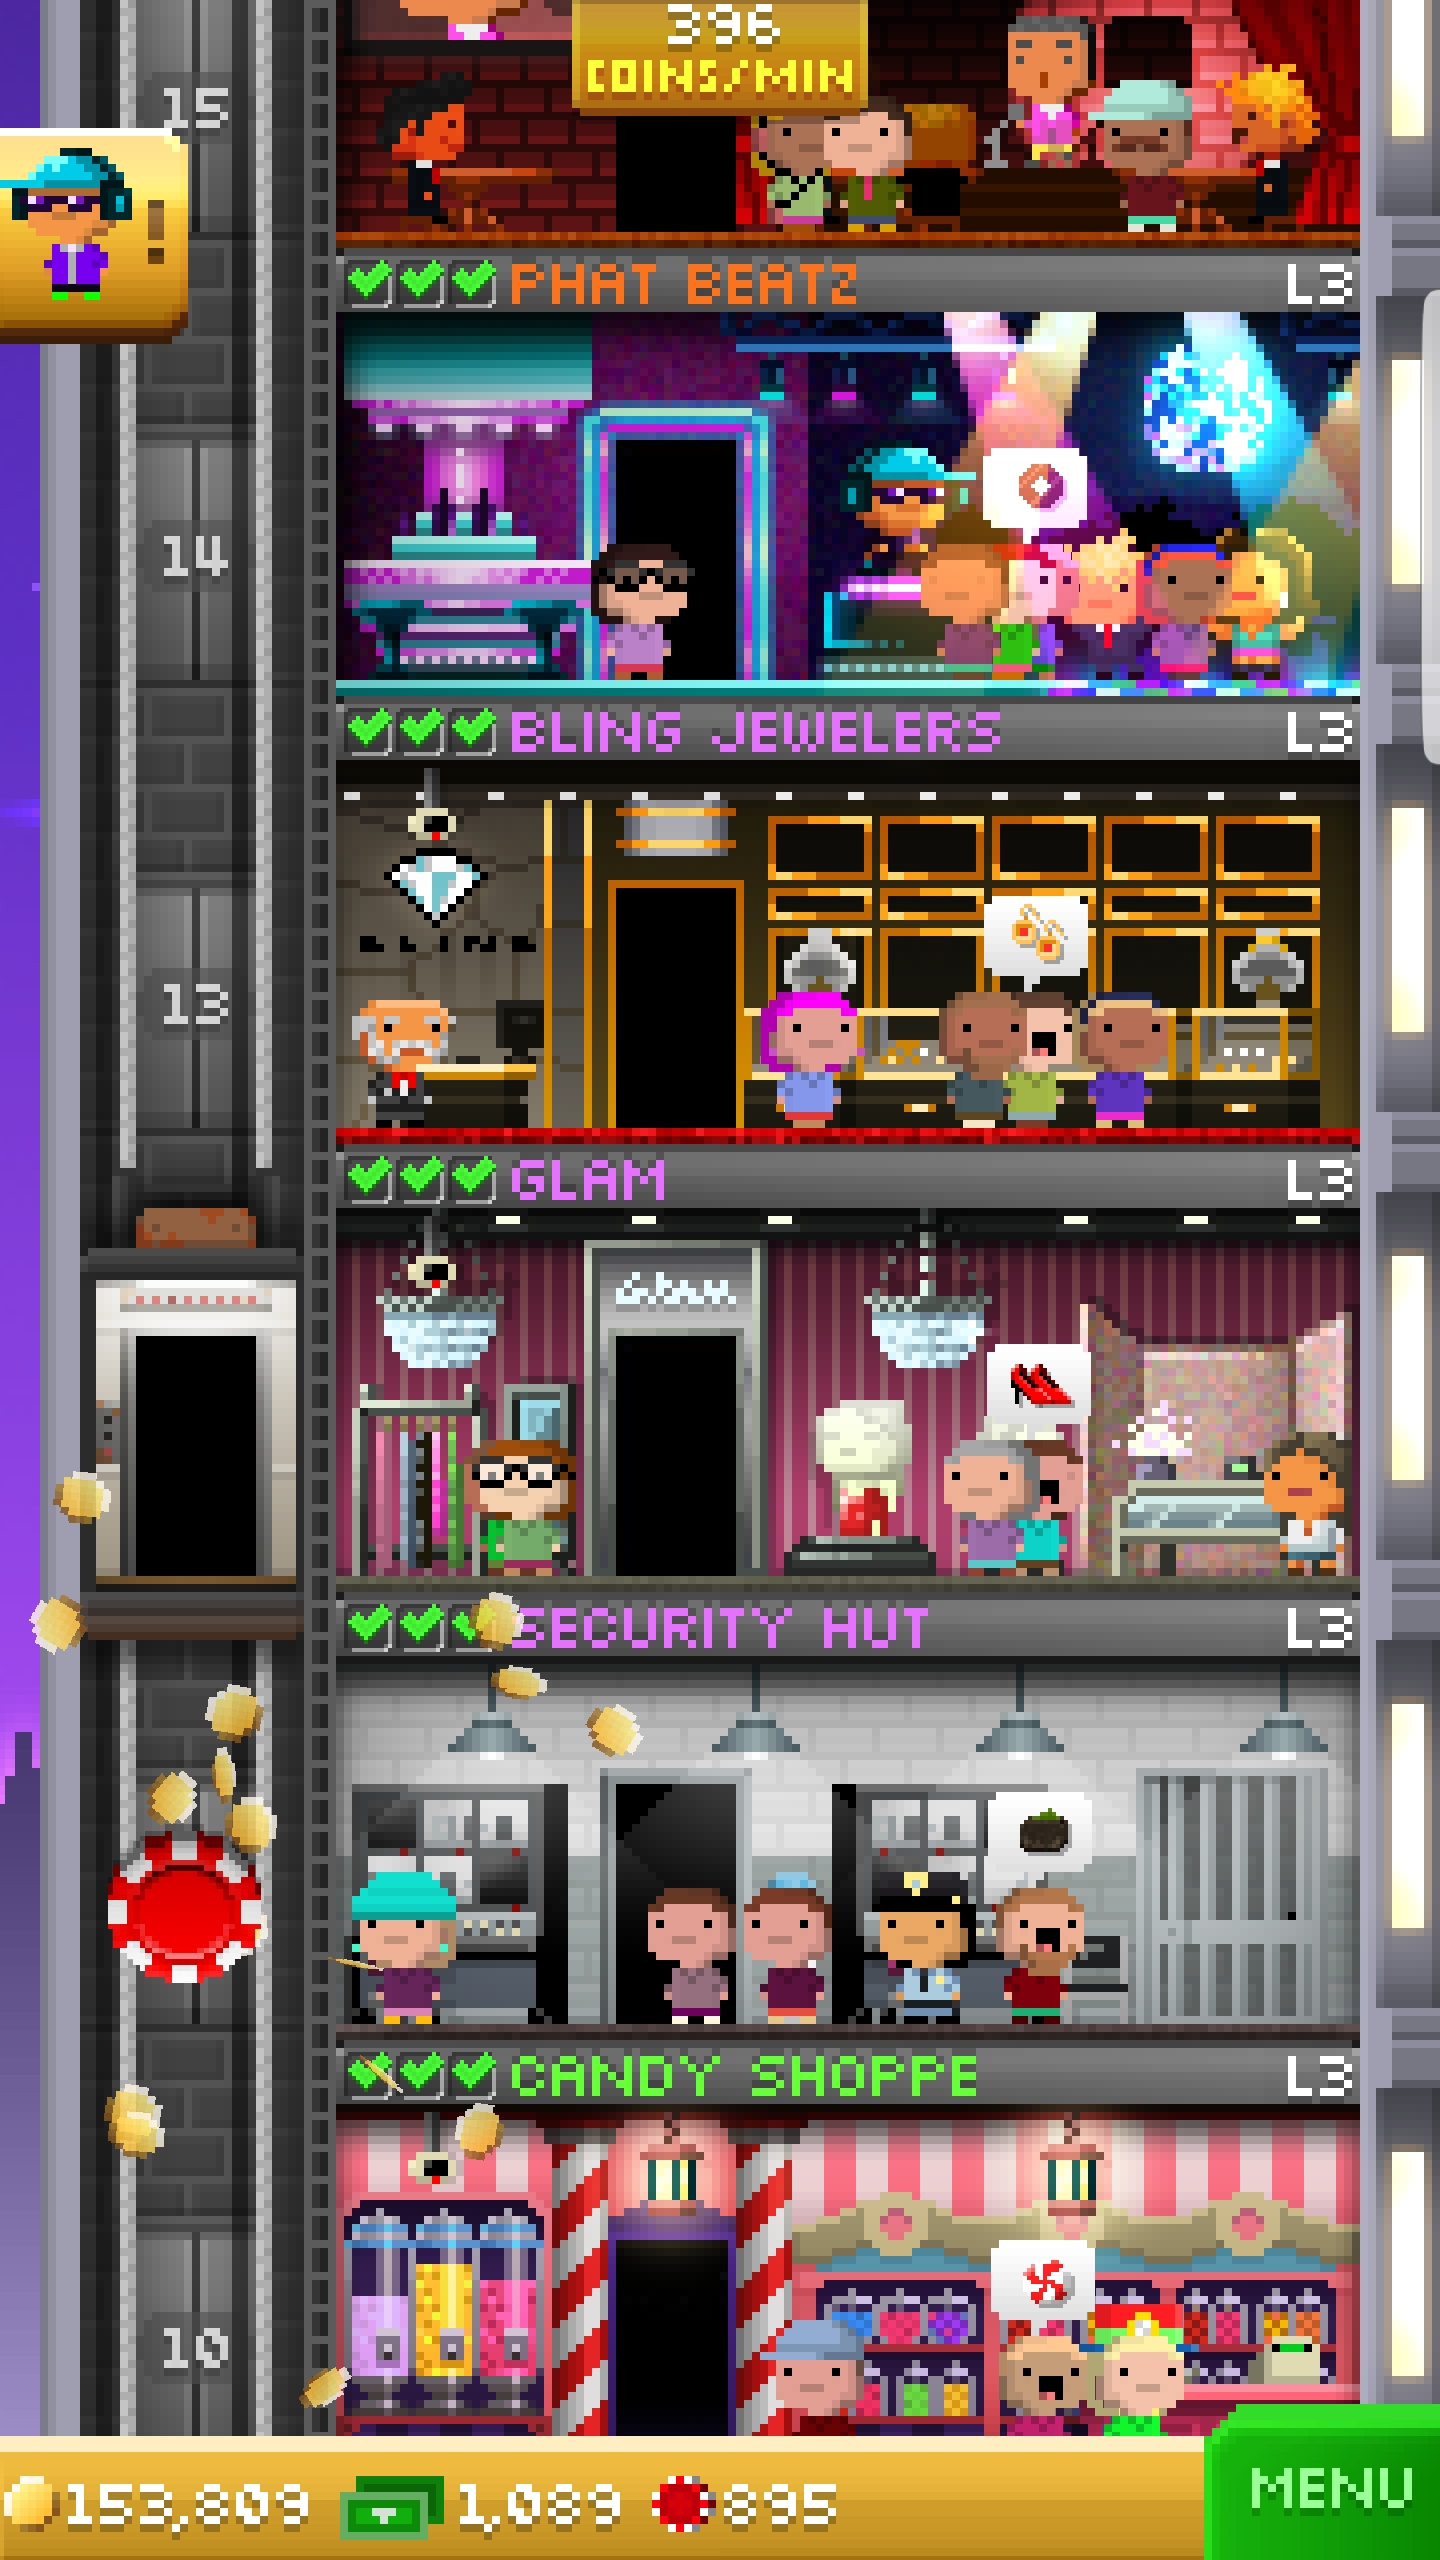 396
COINS/MIN
15
!
PHAT BEATZ L3
14
BLING JEWELERS L3
BLING
13
GLAM L3
Glam
SECURITY HUT L3
CANDY SHOPPE L3
10
153,809 1,089 895
MENU